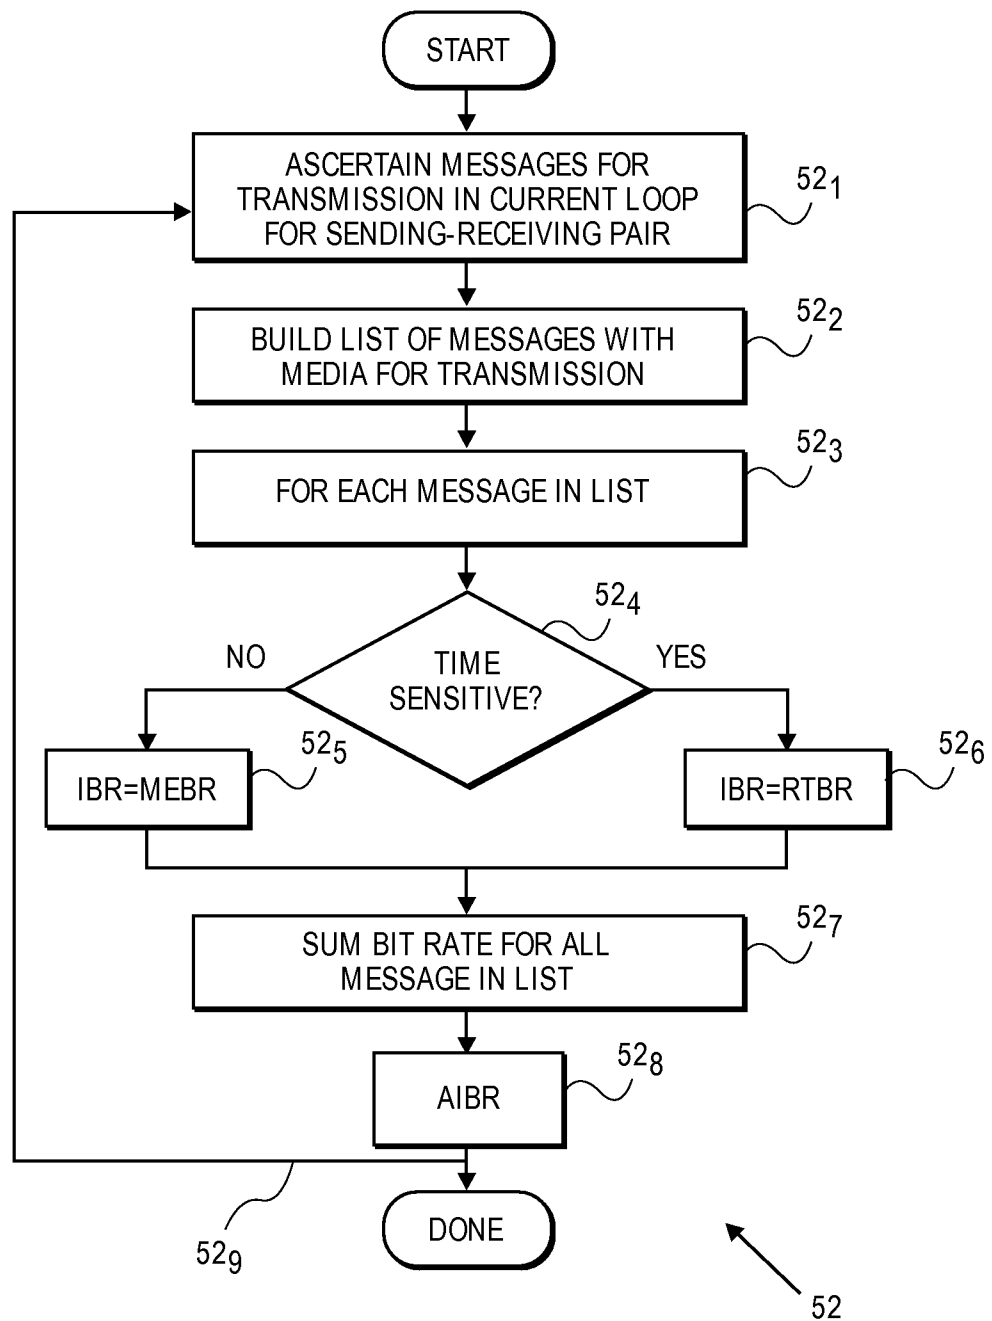 START
ASCERTAIN MESSAGES FOR
TRANSMISSION IN CURRENT LOOP
FOR SENDING-RECEIVING PAIR
52₁
BUILD LIST OF MESSAGES WITH
MEDIA FOR TRANSMISSION
52₂
FOR EACH MESSAGE IN LIST
52₃
TIME
SENSITIVE?
52₄
NO
YES
IBR=MEBR
52₅
IBR=RTBR
52₆
SUM BIT RATE FOR ALL
MESSAGE IN LIST
52₇
AIBR
52₈
DONE
52₉
52